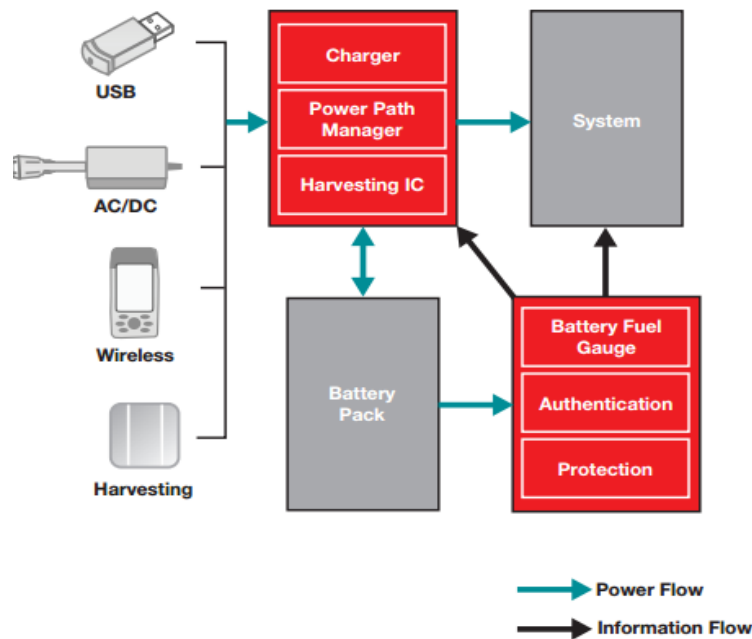 USB
AC/DC
Wireless
Harvesting
Charger
Power Path
Manager
Harvesting IC
System
Battery
Pack
Battery Fuel
Gauge
Authentication
Protection
Power Flow
Information Flow